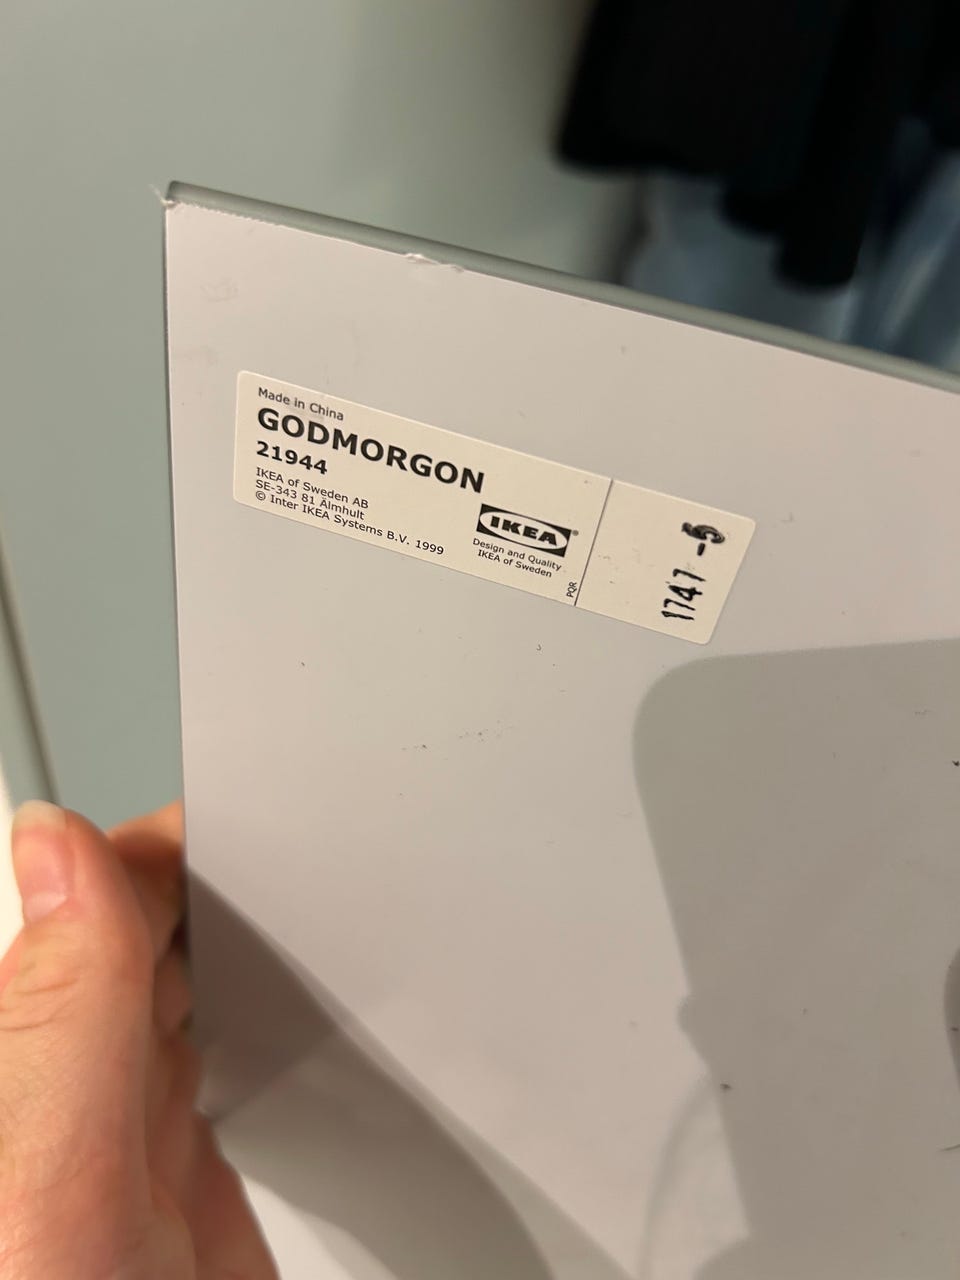 Made in China
GODMORGON
21944
IKEA of Sweden AB
SE-343 81 Älmhult
© Inter IKEA Systems B.V. 1999
IKEA®
Design and Quality
IKEA of Sweden
PQR
1747-5